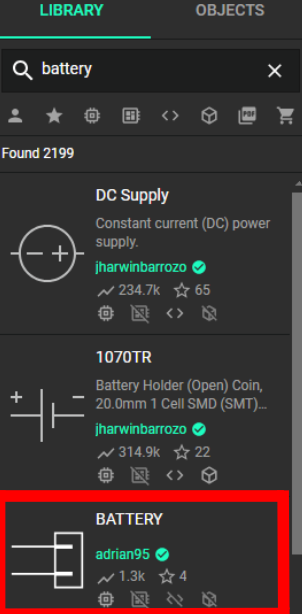 LIBRARY OBJECTS
battery
PDF
Found 2199
DC Supply
Constant current (DC) power
supply.
jharwinbarrozo
234.7k 65
1070TR
Battery Holder (Open) Coin,
20.0mm 1 Cell SMD (SMT)...
jharwinbarrozo
314.9k 22
BATTERY
adrian95
1.3k 4